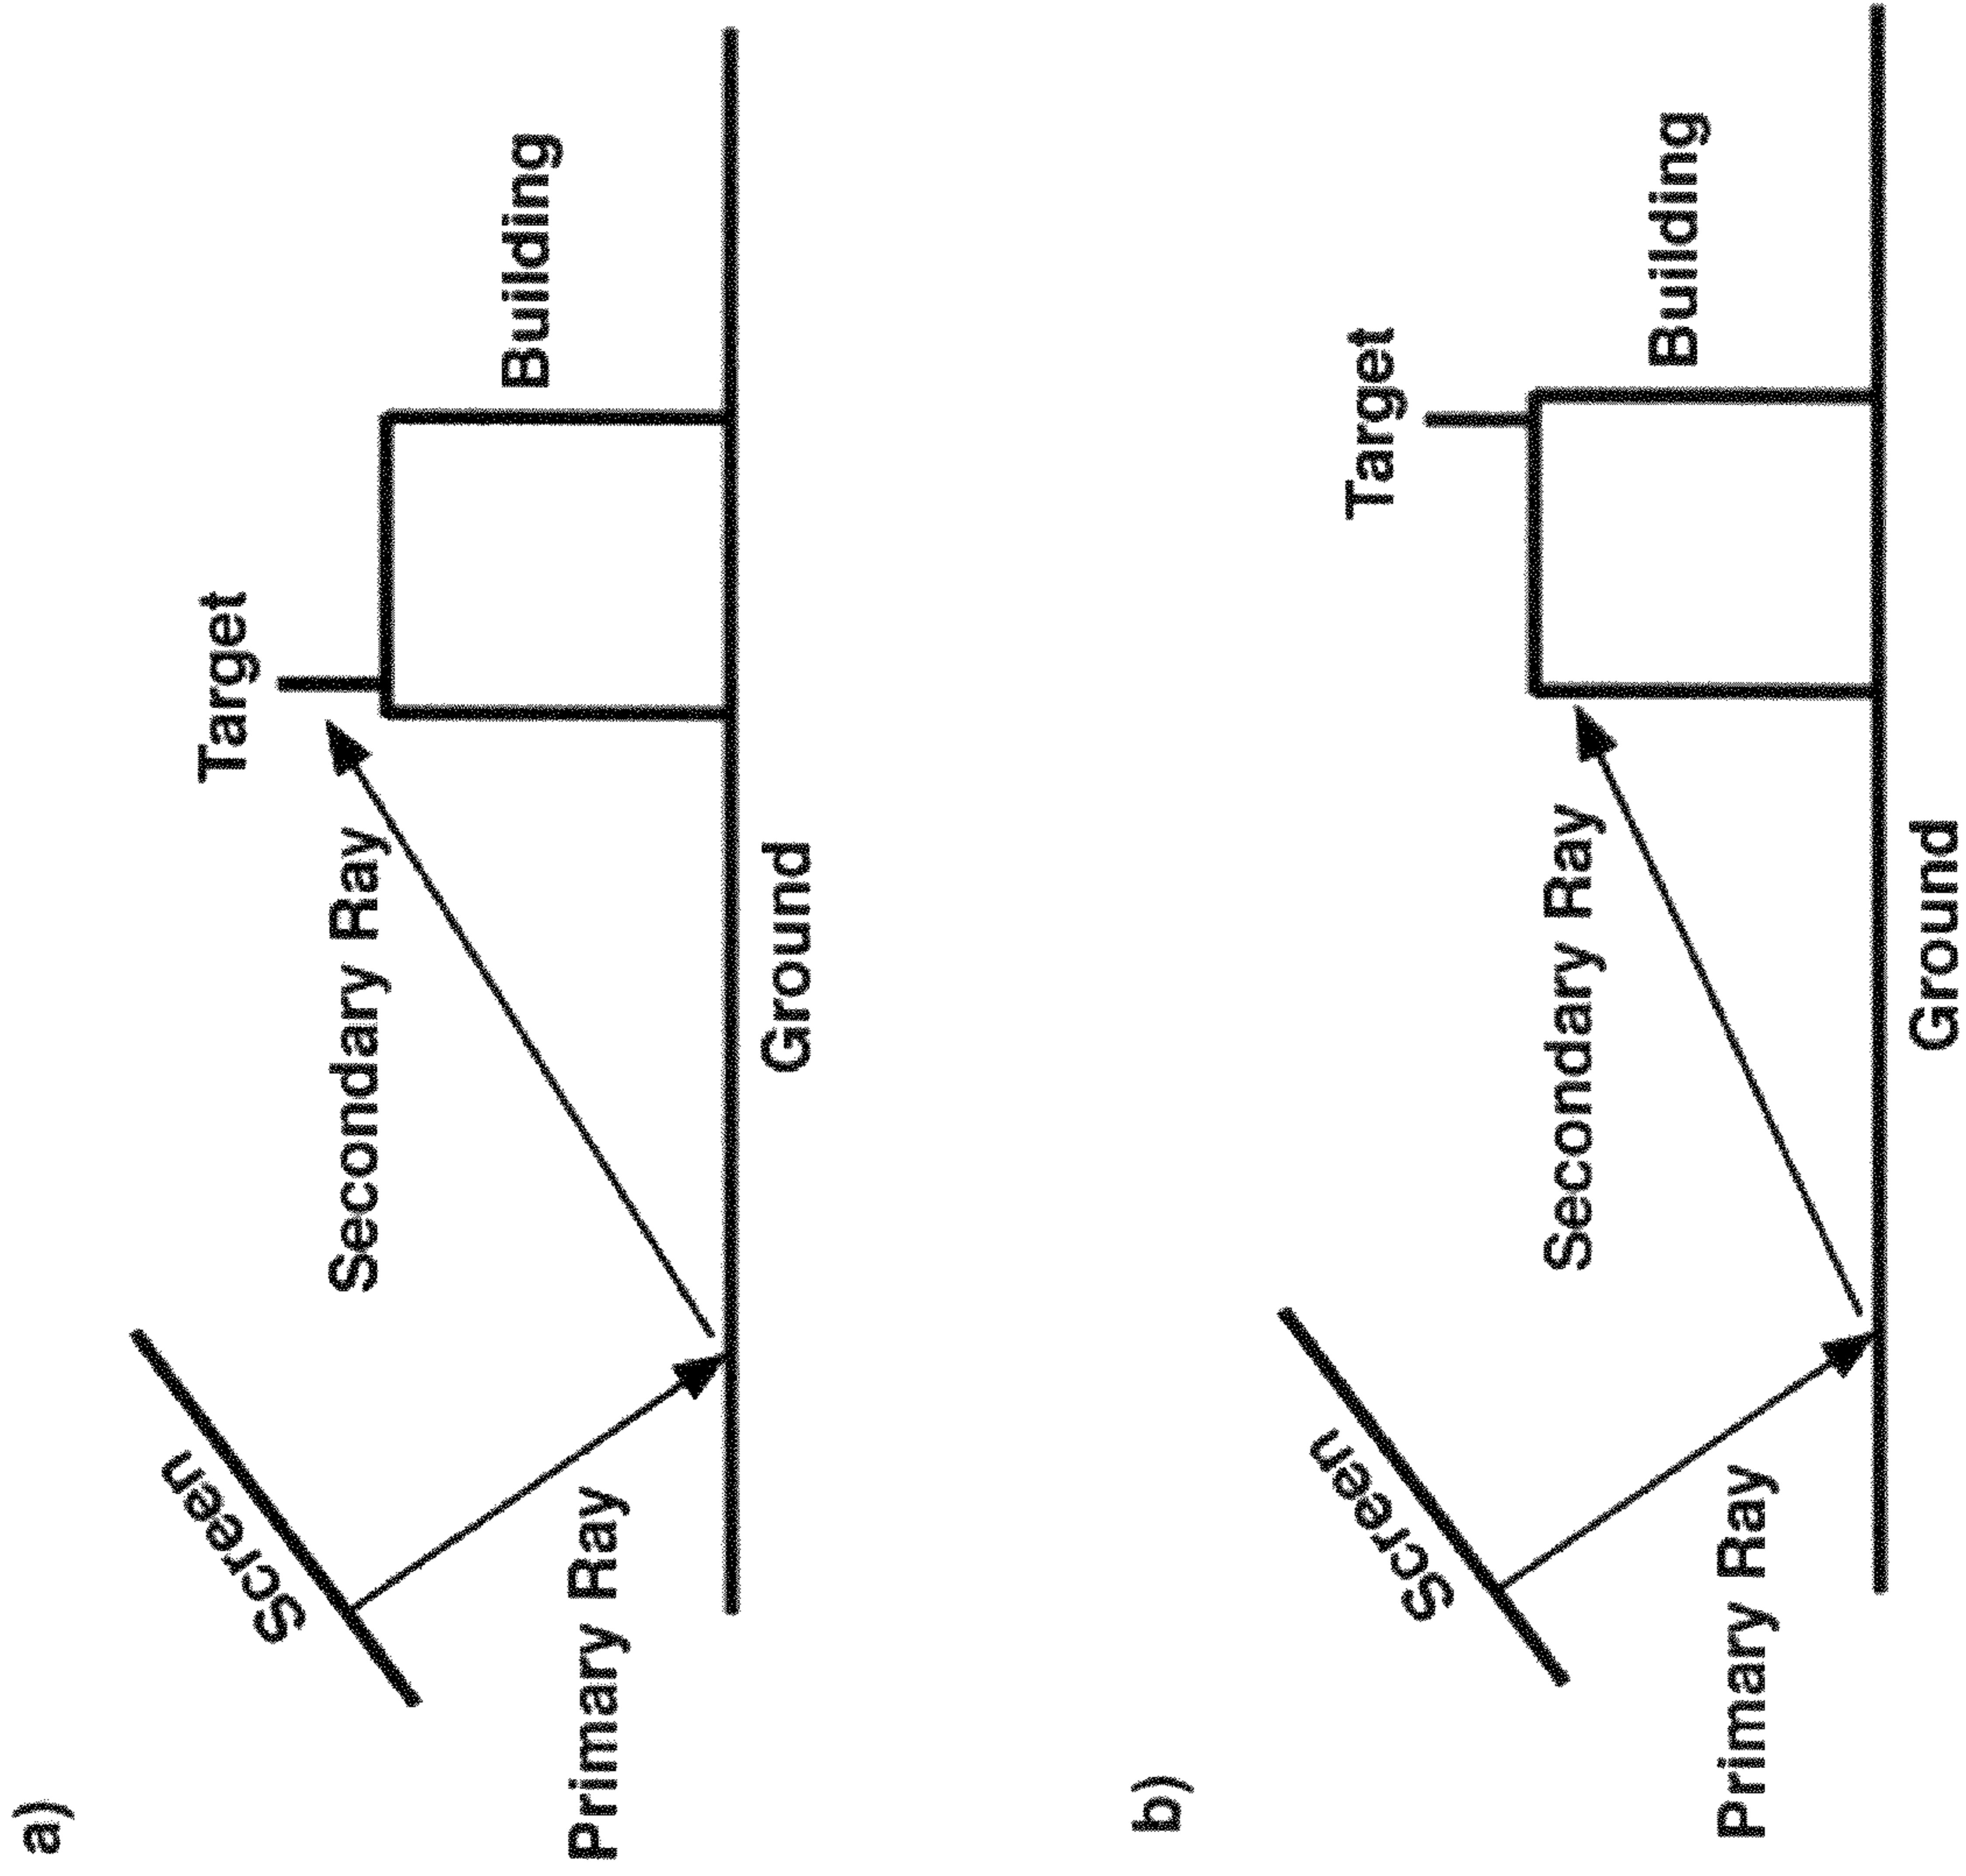 a)
Screen
Primary Ray
Secondary Ray
Target
Building
Ground
b)
Screen
Primary Ray
Secondary Ray
Target
Building
Ground